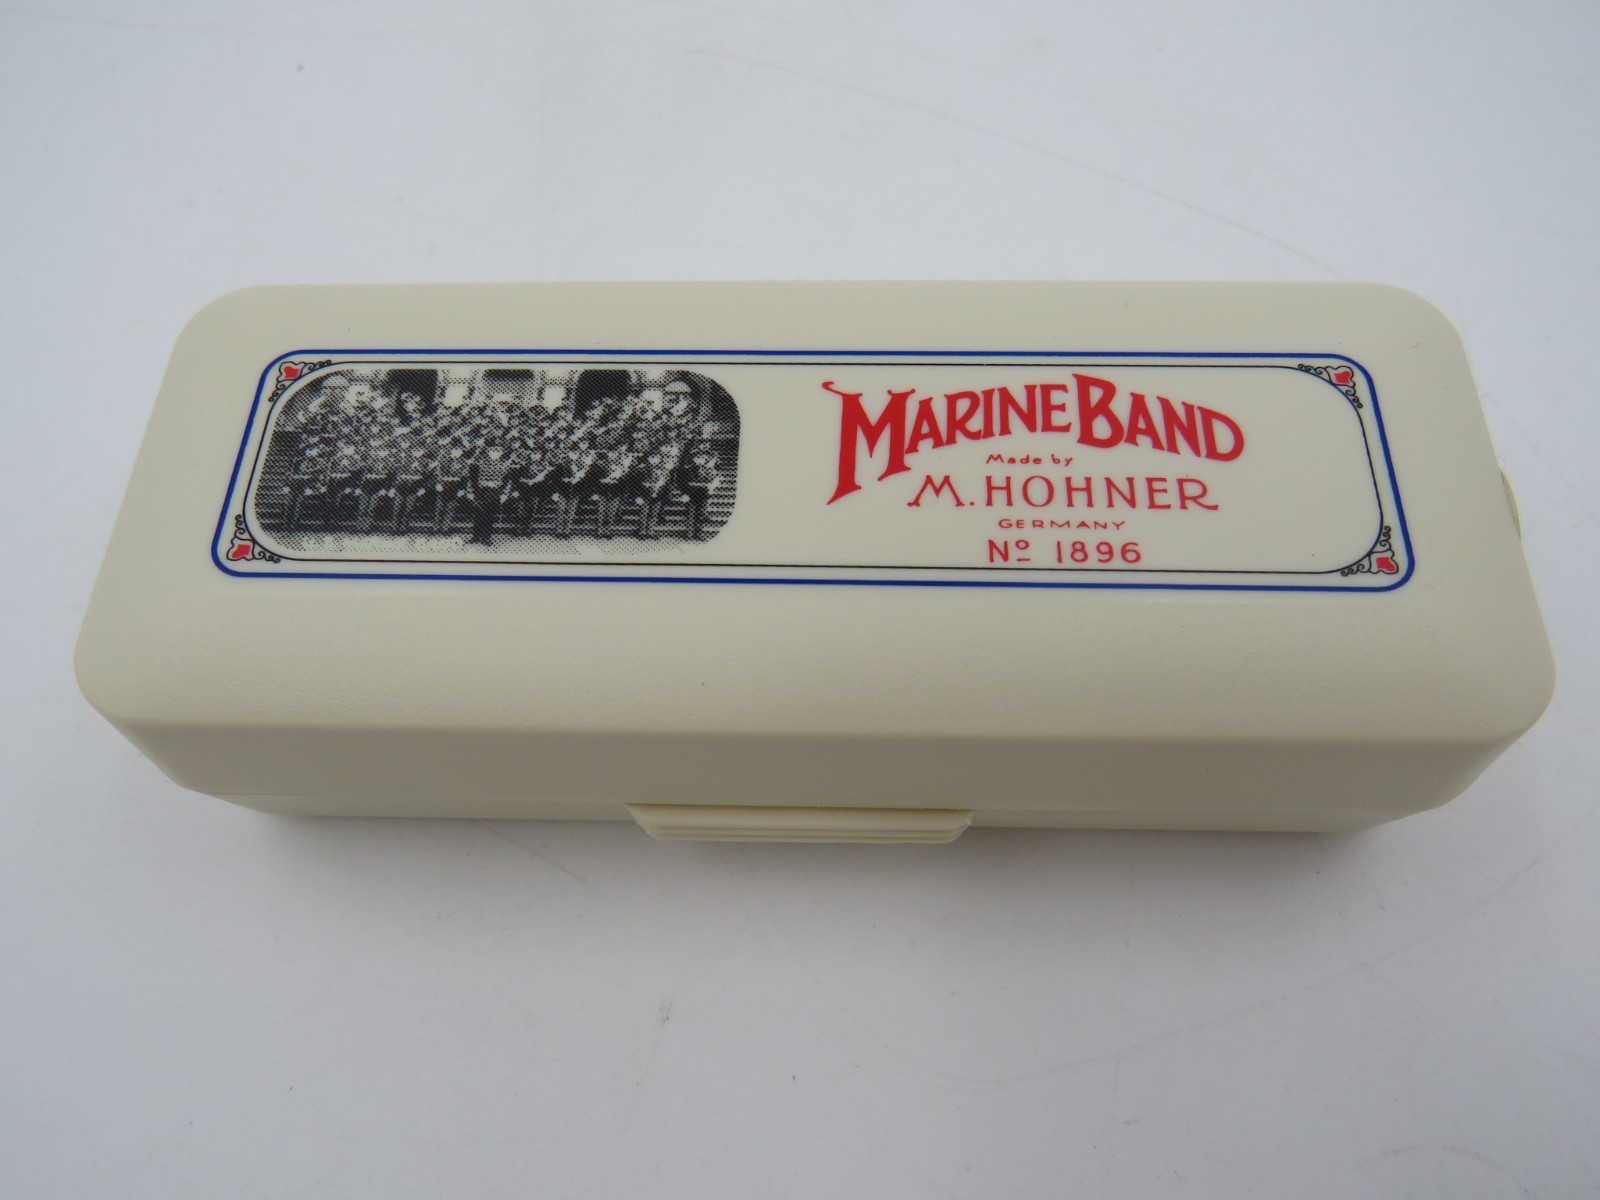 MARINE BAND
Made by
M. HOHNER
GERMANY
Nº 1896